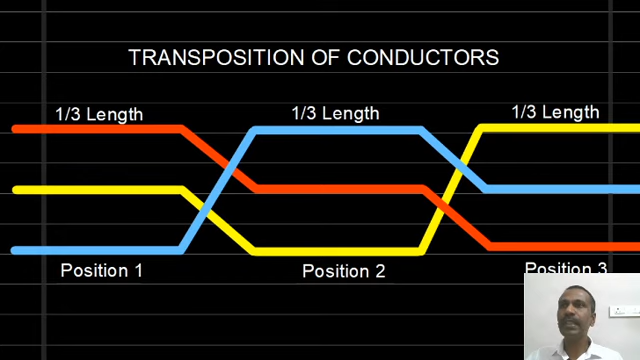 TRANSPOSITION OF CONDUCTORS
1/3 Length 1/3 Length 1/3 Length
Position 1 Position 2 Position 3